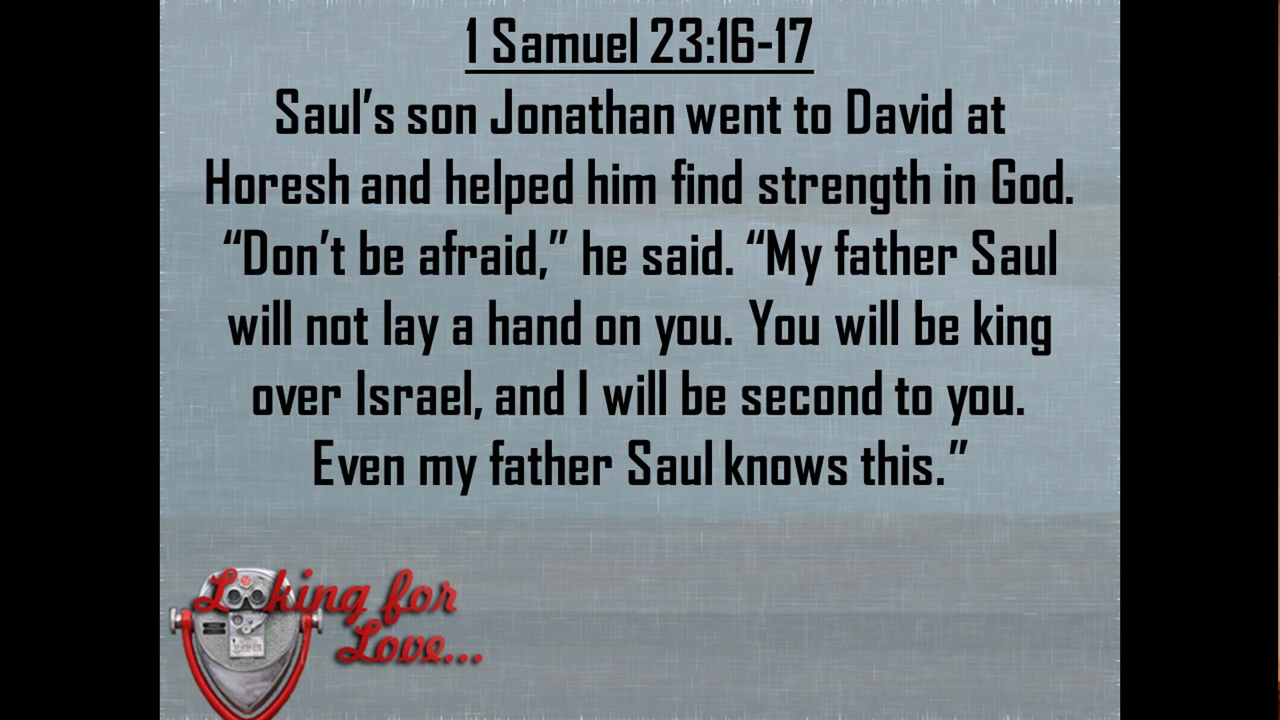 1 Samuel 23:16-17
Saul’s son Jonathan went to David at
Horesh and helped him find strength in God.
“Don’t be afraid,” he said. “My father Saul
will not lay a hand on you. You will be king
over Israel, and I will be second to you.
Even my father Saul knows this.”
Looking for
Love...